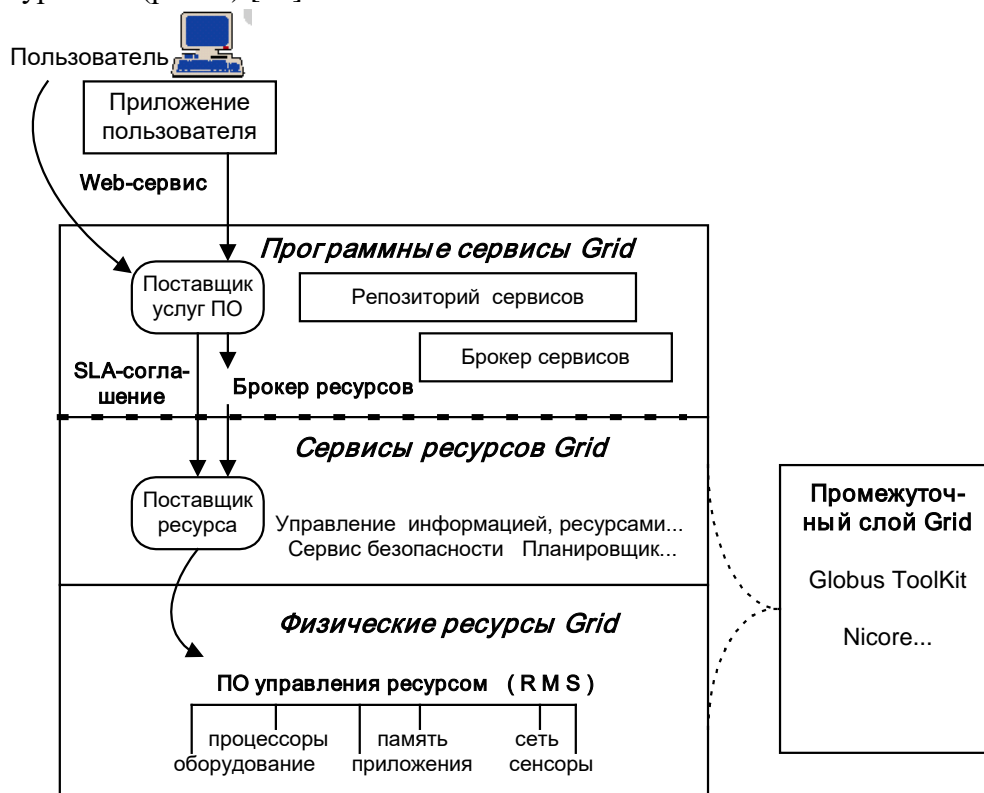 Пользователь
Приложение
пользователя
Web-сервис
Программные сервисы Grid
Поставщик
услуг ПО
Репозиторий сервисов
Брокер сервисов
SLA-согла-
шение
Брокер ресурсов
Сервисы ресурсов Grid
Поставщик
ресурса
Управление информацией, ресурсами...
Сервис безопасности Планировщик...
Физические ресурсы Grid
ПО управления ресурсом (RMS)
процессоры память сеть
оборудование приложения сенсоры
Промежуточ-
ный слой Grid
Globus ToolKit
Nicore...